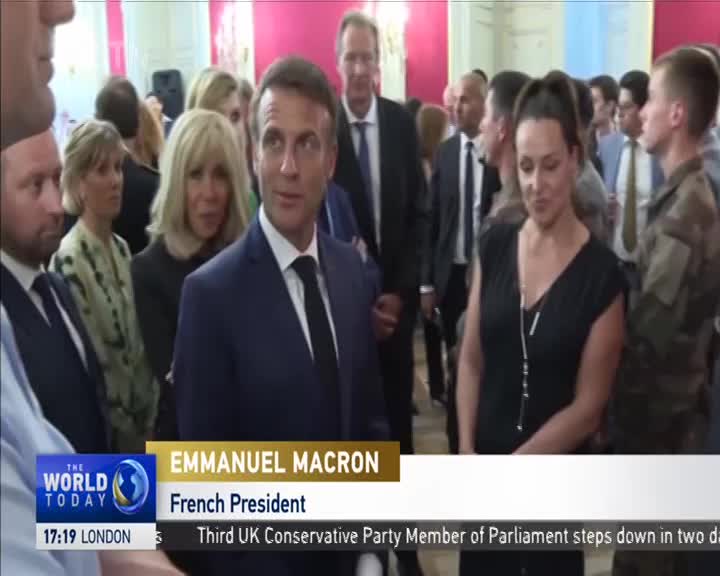 EMMANUEL MACRON
THE
WORLD
TODAY
French President
17:19 LONDON
s Third UK Conservative Party Member of Parliament steps down in two da